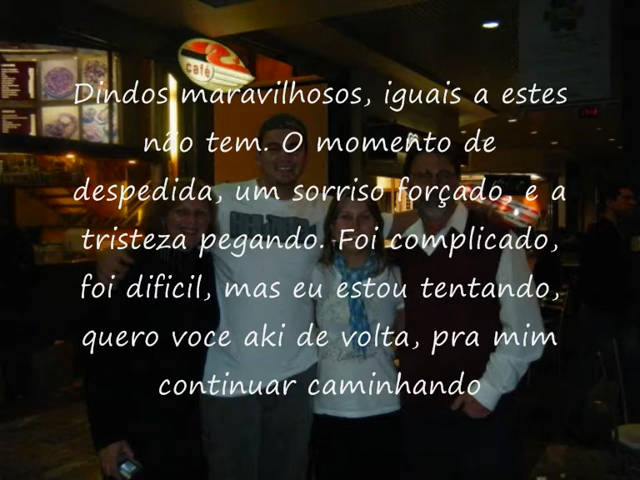 café
Dindos maravilhosos, iguais a estes
não tem. O momento de
despedida, um sorriso forçado, e a
tristeza pegando. Foi complicado,
foi dificil, mas eu estou tentando,
quero voce aki de volta, pra mim
continuar caminhando